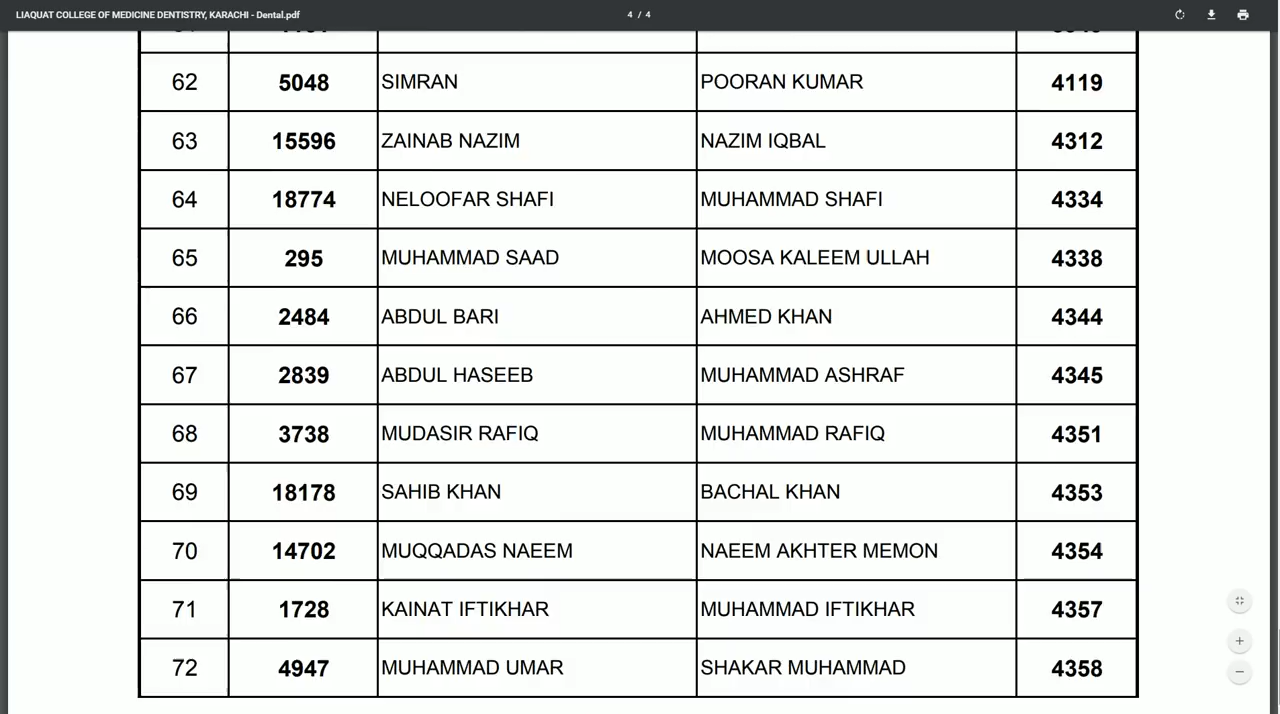 LIAQUAT COLLEGE OF MEDICINE DENTISTRY, KARACHI - Dental.pdf 4 / 4
62 5048 SIMRAN POORAN KUMAR 4119
63 15596 ZAINAB NAZIM NAZIM IQBAL 4312
64 18774 NELOOFAR SHAFI MUHAMMAD SHAFI 4334
65 295 MUHAMMAD SAAD MOOSA KALEEM ULLAH 4338
66 2484 ABDUL BARI AHMED KHAN 4344
67 2839 ABDUL HASEEB MUHAMMAD ASHRAF 4345
68 3738 MUDASIR RAFIQ MUHAMMAD RAFIQ 4351
69 18178 SAHIB KHAN BACHAL KHAN 4353
70 14702 MUQQADAS NAEEM NAEEM AKHTER MEMON 4354
71 1728 KAINAT IFTIKHAR MUHAMMAD IFTIKHAR 4357
72 4947 MUHAMMAD UMAR SHAKAR MUHAMMAD 4358